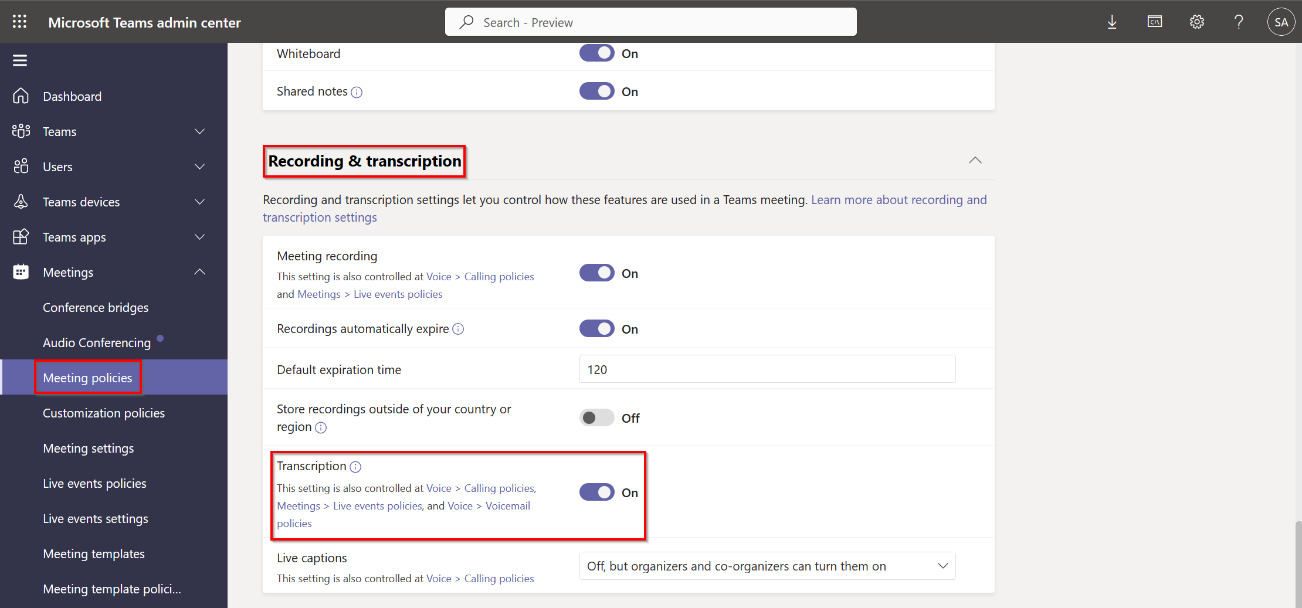 Microsoft Teams admin center
Search - Preview
SA
Dashboard
Teams
Users
Teams devices
Teams apps
Meetings
Conference bridges
Audio Conferencing
Meeting policies
Customization policies
Meeting settings
Live events policies
Live events settings
Meeting templates
Meeting template polici...
Whiteboard
On
Shared notes
On
Recording & transcription
Recording and transcription settings let you control how these features are used in a Teams meeting. Learn more about recording and
transcription settings
Meeting recording
This setting is also controlled at Voice > Calling policies
and Meetings > Live events policies
On
Recordings automatically expire
On
Default expiration time
120
Store recordings outside of your country or
region
Off
Transcription
This setting is also controlled at Voice > Calling policies,
Meetings > Live events policies, and Voice > Voicemail
policies
On
Live captions
This setting is also controlled at Voice > Calling policies
Off, but organizers and co-organizers can turn them on